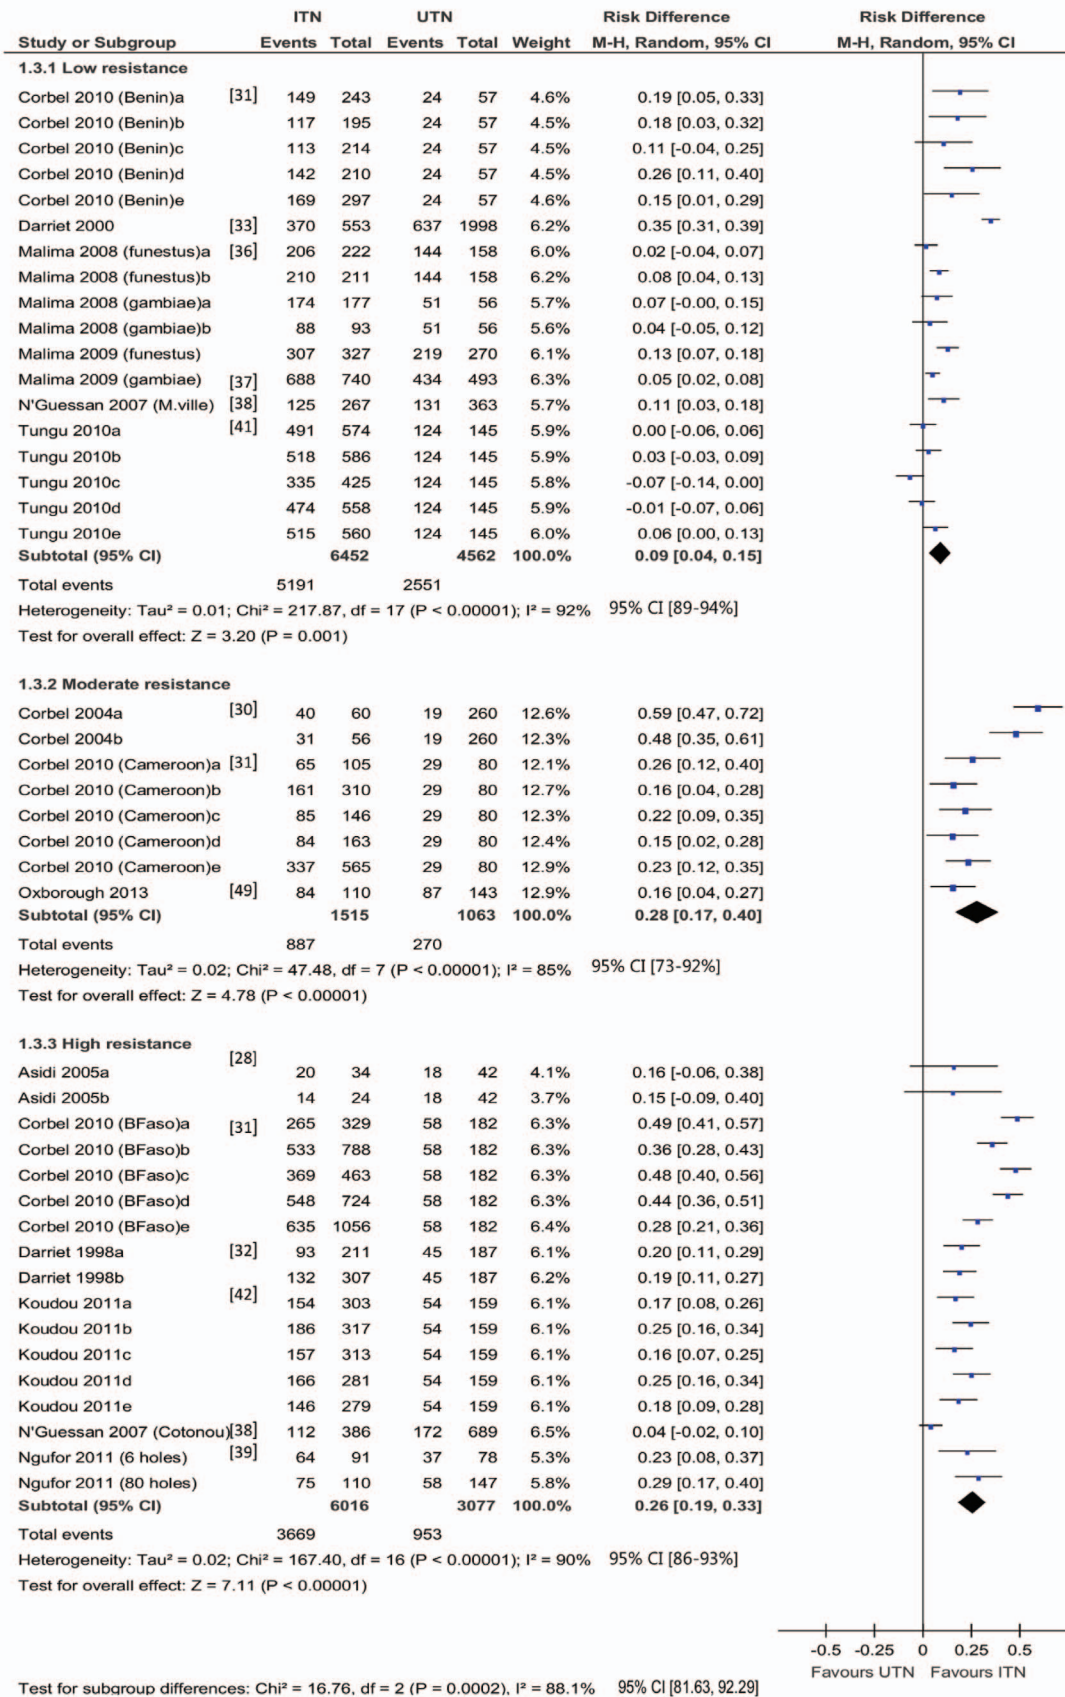 ITN UTN Risk Difference Risk Difference
Study or Subgroup Events Total Events Total Weight M-H, Random, 95% CI M-H, Random, 95% CI
1.3.1 Low resistance
Corbel 2010 (Benin)a [31] 149 243 24 57 4.6% 0.19 [0.05, 0.33]
Corbel 2010 (Benin)b 117 195 24 57 4.5% 0.18 [0.03, 0.32]
Corbel 2010 (Benin)c 113 214 24 57 4.5% 0.11 [-0.04, 0.25]
Corbel 2010 (Benin)d 142 210 24 57 4.5% 0.26 [0.11, 0.40]
Corbel 2010 (Benin)e 169 297 24 57 4.6% 0.15 [0.01, 0.29]
Darriet 2000 [33] 370 553 637 1998 6.2% 0.35 [0.31, 0.39]
Malima 2008 (funestus)a [36] 206 222 144 158 6.0% 0.02 [-0.04, 0.07]
Malima 2008 (funestus)b 210 211 144 158 6.2% 0.08 [0.04, 0.13]
Malima 2008 (gambiae)a 174 177 51 56 5.7% 0.07 [-0.00, 0.15]
Malima 2008 (gambiae)b 88 93 51 56 5.6% 0.04 [-0.05, 0.12]
Malima 2009 (funestus) 307 327 219 270 6.1% 0.13 [0.07, 0.18]
Malima 2009 (gambiae) [37] 688 740 434 493 6.3% 0.05 [0.02, 0.08]
N'Guessan 2007 (M.ville) [38] 125 267 131 363 5.7% 0.11 [0.03, 0.18]
Tungu 2010a [41] 491 574 124 145 5.9% 0.00 [-0.06, 0.06]
Tungu 2010b 518 586 124 145 5.9% 0.03 [-0.03, 0.09]
Tungu 2010c 335 425 124 145 5.8% -0.07 [-0.14, 0.00]
Tungu 2010d 474 558 124 145 5.9% -0.01 [-0.07, 0.06]
Tungu 2010e 515 560 124 145 6.0% 0.06 [0.00, 0.13]
Subtotal (95% CI) 6452 4562 100.0% 0.09 [0.04, 0.15]
Total events 5191 2551
Heterogeneity: Tau² = 0.01; Chi² = 217.87, df = 17 (P < 0.00001); I² = 92% 95% CI [89-94%]
Test for overall effect: Z = 3.20 (P = 0.001)
1.3.2 Moderate resistance
Corbel 2004a [30] 40 60 19 260 12.6% 0.59 [0.47, 0.72]
Corbel 2004b 31 56 19 260 12.3% 0.48 [0.35, 0.61]
Corbel 2010 (Cameroon)a [31] 65 105 29 80 12.1% 0.26 [0.12, 0.40]
Corbel 2010 (Cameroon)b 161 310 29 80 12.7% 0.16 [0.04, 0.28]
Corbel 2010 (Cameroon)c 85 146 29 80 12.4% 0.22 [0.09, 0.35]
Corbel 2010 (Cameroon)d 84 163 29 80 12.4% 0.15 [0.02, 0.28]
Corbel 2010 (Cameroon)e 337 565 29 80 12.9% 0.23 [0.12, 0.35]
Oxborough 2013 [49] 84 110 87 143 12.9% 0.16 [0.04, 0.27]
Subtotal (95% CI) 1515 1063 100.0% 0.28 [0.17, 0.40]
Total events 887 270
Heterogeneity: Tau² = 0.02; Chi² = 47.48, df = 7 (P < 0.00001); I² = 85% 95% CI [73-92%]
Test for overall effect: Z = 4.78 (P < 0.00001)
1.3.3 High resistance
Asidi 2005a [28] 20 34 18 42 4.1% 0.16 [-0.06, 0.38]
Asidi 2005b 14 24 18 42 3.7% 0.15 [-0.09, 0.40]
Corbel 2010 (BFaso)a [31] 265 329 58 182 6.3% 0.49 [0.41, 0.57]
Corbel 2010 (BFaso)b 533 788 58 182 6.3% 0.36 [0.28, 0.43]
Corbel 2010 (BFaso)c 369 463 58 182 6.3% 0.48 [0.40, 0.56]
Corbel 2010 (BFaso)d 548 724 58 182 6.3% 0.44 [0.36, 0.51]
Corbel 2010 (BFaso)e 635 1056 58 182 6.4% 0.28 [0.21, 0.36]
Darriet 1998a [32] 93 211 45 187 6.1% 0.20 [0.11, 0.29]
Darriet 1998b 132 307 45 187 6.2% 0.19 [0.11, 0.27]
Koudou 2011a [42] 154 303 54 159 6.1% 0.17 [0.08, 0.26]
Koudou 2011b 186 317 54 159 6.1% 0.25 [0.16, 0.34]
Koudou 2011c 157 313 54 159 6.1% 0.16 [0.07, 0.25]
Koudou 2011d 166 281 54 159 6.1% 0.25 [0.16, 0.34]
Koudou 2011e 146 279 54 159 6.1% 0.18 [0.09, 0.28]
N'Guessan 2007 (Cotonou) [38] 112 386 172 689 6.5% 0.04 [-0.02, 0.10]
Ngufor 2011 (6 holes) [39] 64 91 37 78 5.3% 0.23 [0.08, 0.37]
Ngufor 2011 (80 holes) 75 110 58 147 5.8% 0.29 [0.17, 0.40]
Subtotal (95% CI) 6016 3077 100.0% 0.26 [0.19, 0.33]
Total events 3669 953
Heterogeneity: Tau² = 0.02; Chi² = 167.40, df = 16 (P < 0.00001); I² = 90% 95% CI [86-93%]
Test for overall effect: Z = 7.11 (P < 0.00001)
-0.5 -0.25 0 0.25 0.5
Favours UTN Favours ITN
Test for subgroup differences: Chi² = 16.76, df = 2 (P = 0.0002), I² = 88.1% 95% CI [81.63, 92.29]